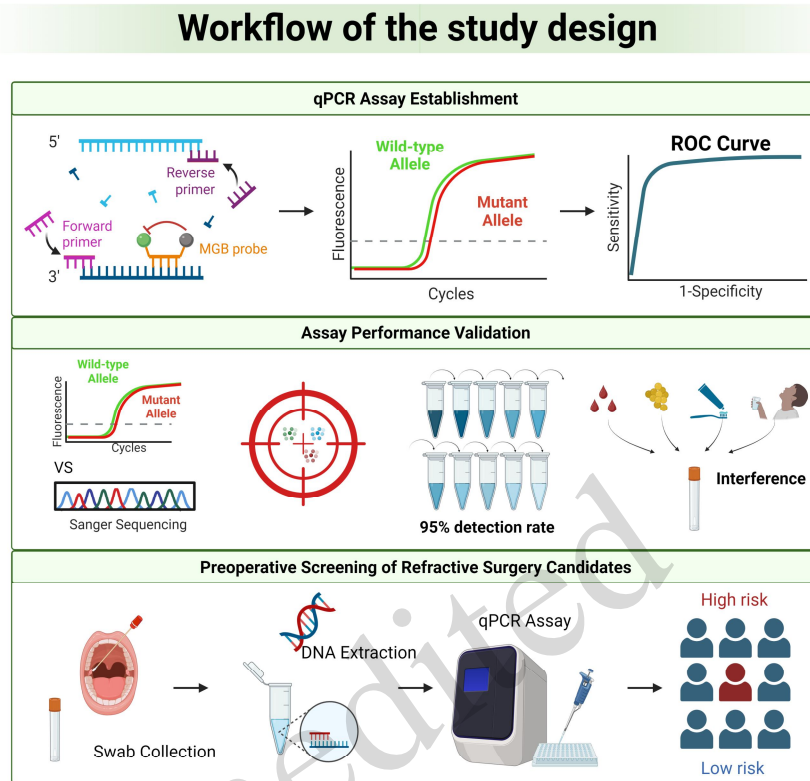 Workflow of the study design
qPCR Assay Establishment
5'
Reverse
primer
Forward
primer
MGB probe
3'
Fluorescence
Wild-type
Allele
Mutant
Allele
Cycles
ROC Curve
Sensitivity
1-Specificity
Assay Performance Validation
Fluorescence
Wild-type
Allele
Mutant
Allele
Cycles
VS
Sanger Sequencing
95% detection rate
Interference
Preoperative Screening of Refractive Surgery Candidates
Swab Collection
DNA Extraction
qPCR Assay
High risk
Low risk
edited